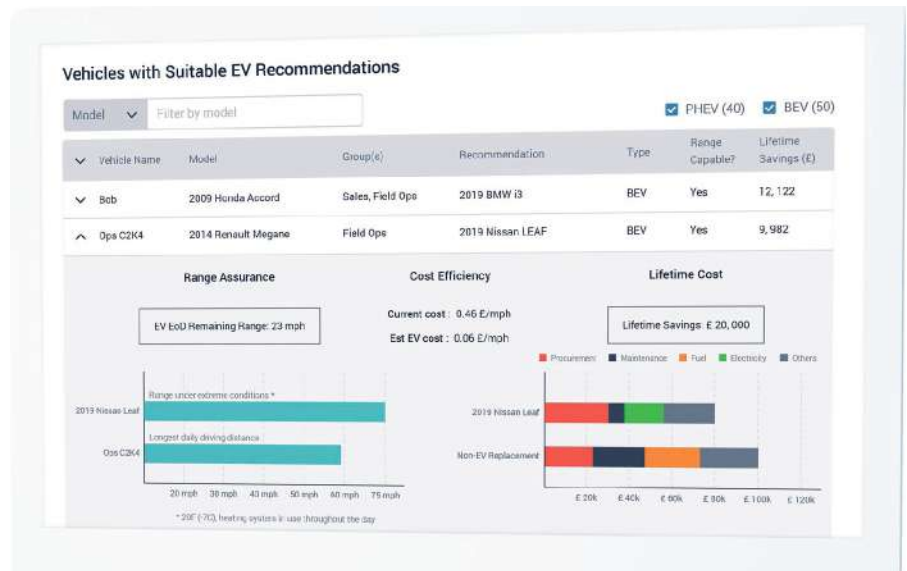 Vehicles with Suitable EV Recommendations
Model Filter by model PHEV (40) BEV (50)
Vehicle Name Model Group(s) Recommendation Type Range Capable? Lifetime Savings (£)
Bob 2009 Honda Accord Sales, Field Ops 2019 BMW i3 BEV Yes 12, 122
Ops C2K4 2014 Renault Megane Field Ops 2019 Nissan LEAF BEV Yes 9, 982
Range Assurance Cost Efficiency Lifetime Cost
EV EoD Remaining Range: 23 mph
Current cost : 0.46 £/mph
Est EV cost : 0.06 £/mph
Lifetime Savings: £ 20, 000
Procurement Maintenance Fuel Electricity Others
Range under extreme conditions *
2019 Nissan Leaf
Longest daily driving distance
Ops C2K4
20 mph 30 mph 40 mph 50 mph 60 mph 75 mph
* 20F (-7C), heating system in use throughout the day
2019 Nissan Leaf
Non-EV Replacement
£ 20k £ 40k £ 60k £ 80k £ 100k £ 120k